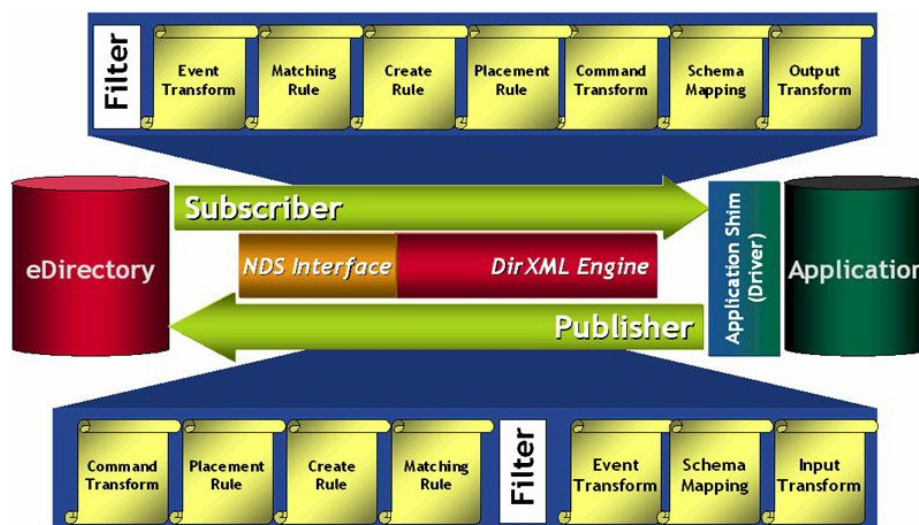 Filter
Event
Transform
Matching
Rule
Create
Rule
Placement
Rule
Command
Transform
Schema
Mapping
Output
Transform
Subscriber
eDirectory
NDS Interface
DirXML Engine
Application Shim
(Driver)
Application
Publisher
Command
Transform
Placement
Rule
Create
Rule
Matching
Rule
Filter
Event
Transform
Schema
Mapping
Input
Transform